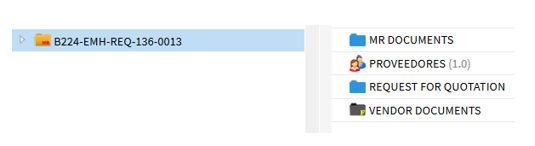 B224-EMH-REQ-136-0013
MR DOCUMENTS
PROVEEDORES (1.0)
REQUEST FOR QUOTATION
VENDOR DOCUMENTS